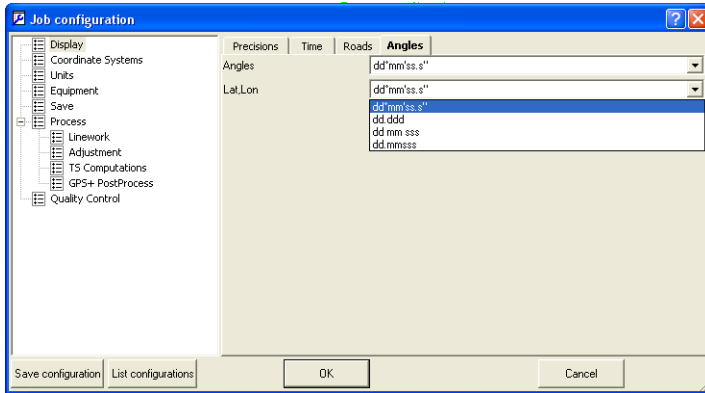 Job configuration
Display
Coordinate Systems
Units
Equipment
Save
Process
Linework
Adjustment
TS Computations
GPS+ PostProcess
Quality Control
Precisions Time Roads Angles
Angles dd°mm'ss.s''
Lat,Lon dd°mm'ss.s''
dd°mm'ss.s''
dd.ddd
dd mm sss
dd.mmsss
Save configuration List configurations OK Cancel